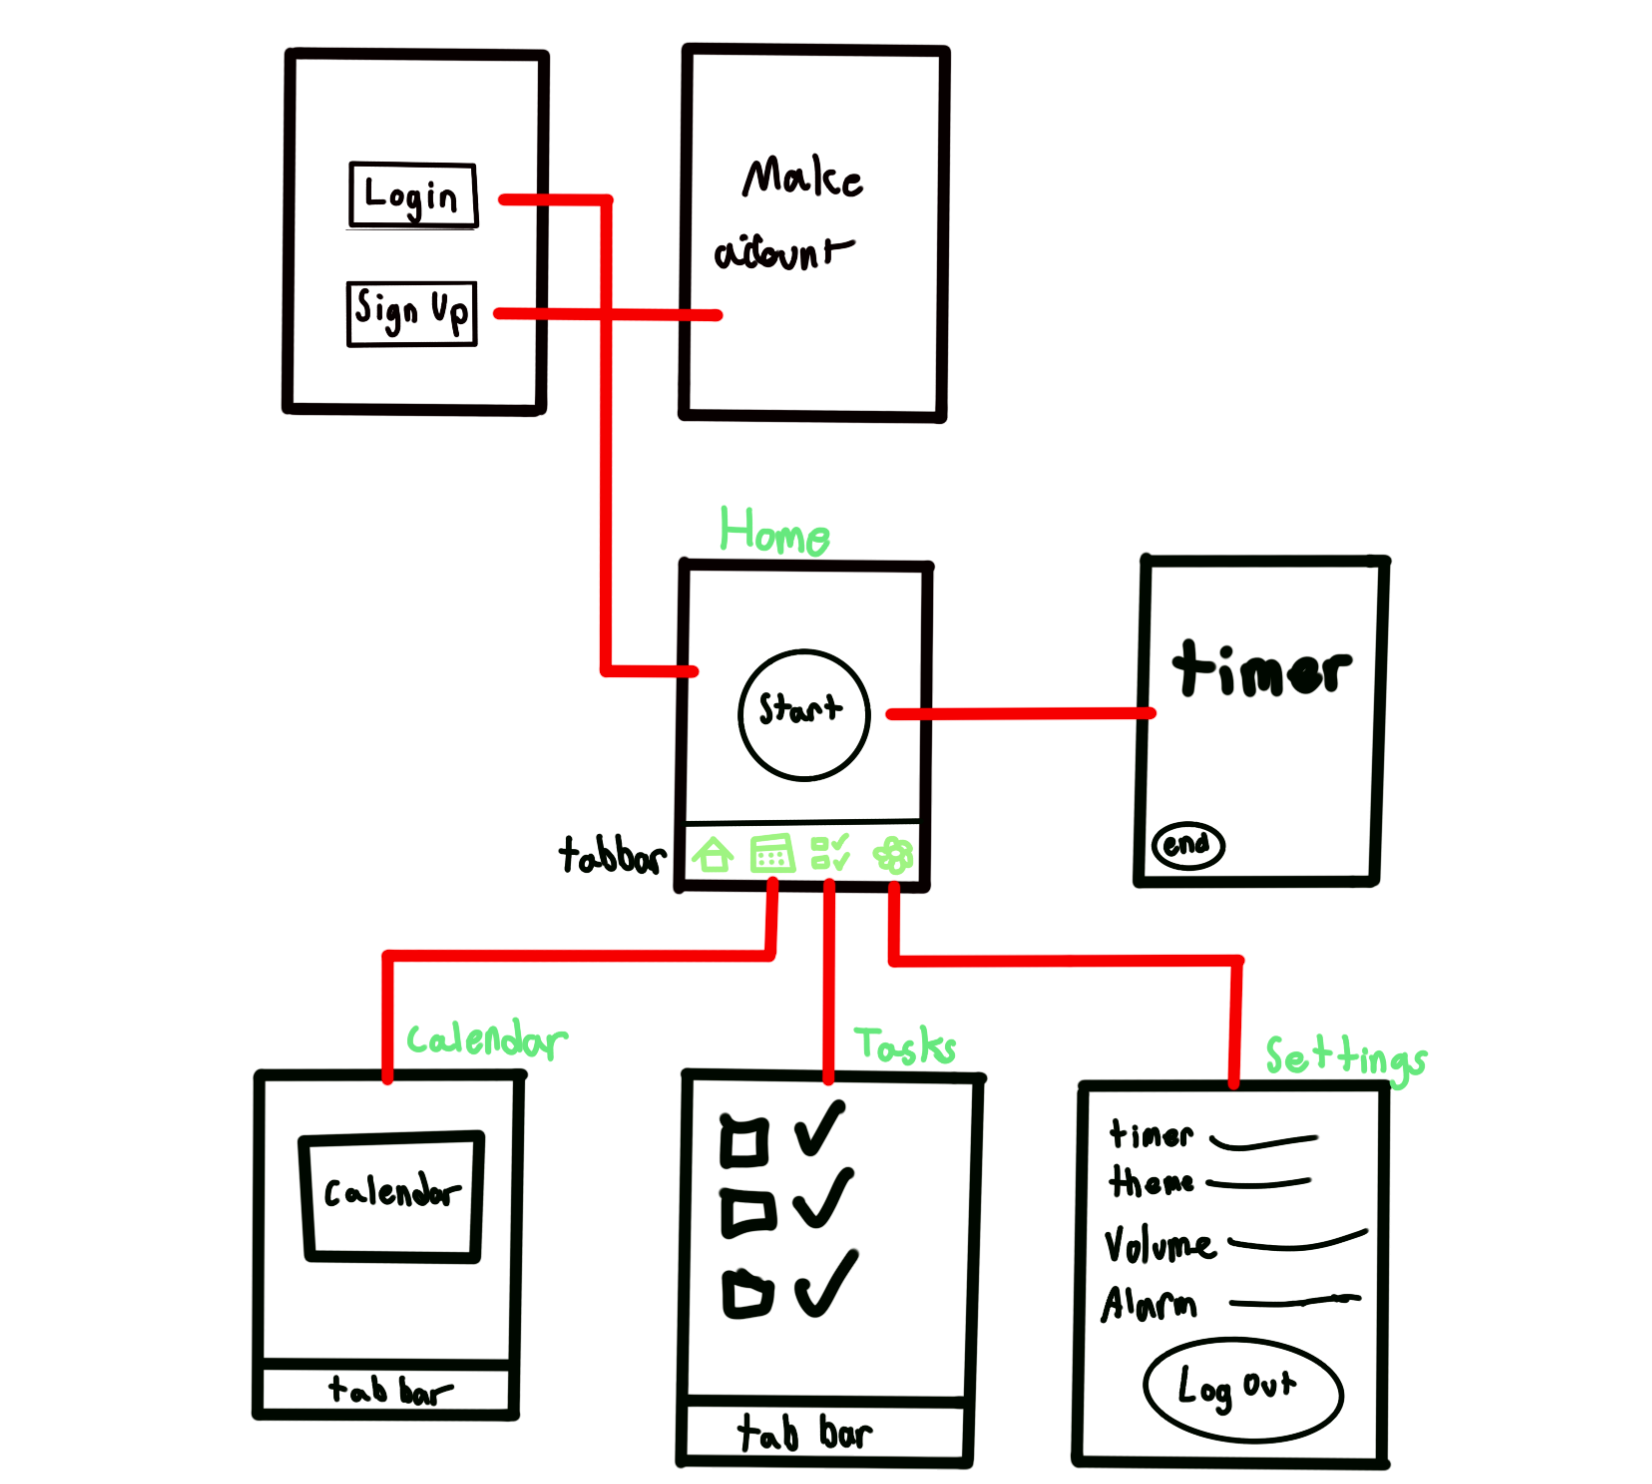 Login
Sign Up
Make
account
Home
Start
tabbar
timer
end
Calendar
Calendar
tab bar
Tasks
tab bar
Settings
timer
theme
Volume
Alarm
Log out